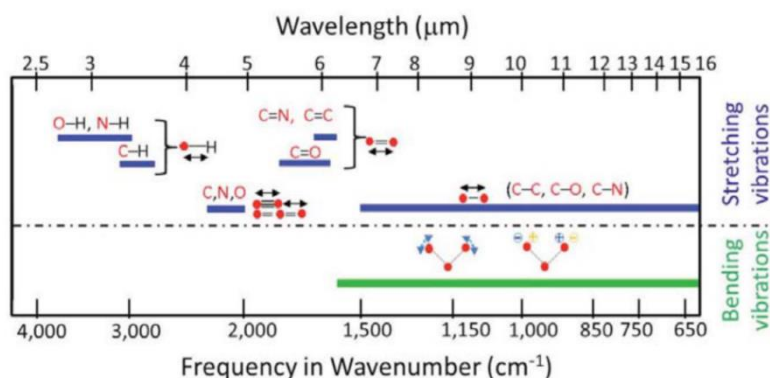 Wavelength (μm)
2.5 3 4 5 6 7 8 9 10 11 12 13 14 15 16
O–H, N–H
C–H
H
C=N, C=C
C=O
C,N,O
(C–C, C–O, C–N)
Stretching
vibrations
Bending
vibrations
4,000 3,000 2,000 1,500 1,150 1,000 850 750 650
Frequency in Wavenumber (cm⁻¹)